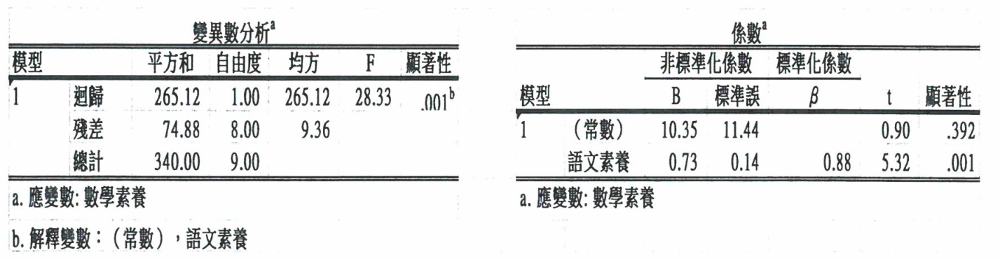 變異數分析a
模型 平方和 自由度 均方 F 顯著性
1 迴歸 265.12 1.00 265.12 28.33 .001b
殘差 74.88 8.00 9.36
總計 340.00 9.00
a. 應變數: 數學素養
b. 解釋變數：（常數），語文素養
係數a
非標準化係數 標準化係數
模型 B 標準誤 β t 顯著性
1 （常數） 10.35 11.44 0.90 .392
語文素養 0.73 0.14 0.88 5.32 .001
a. 應變數: 數學素養